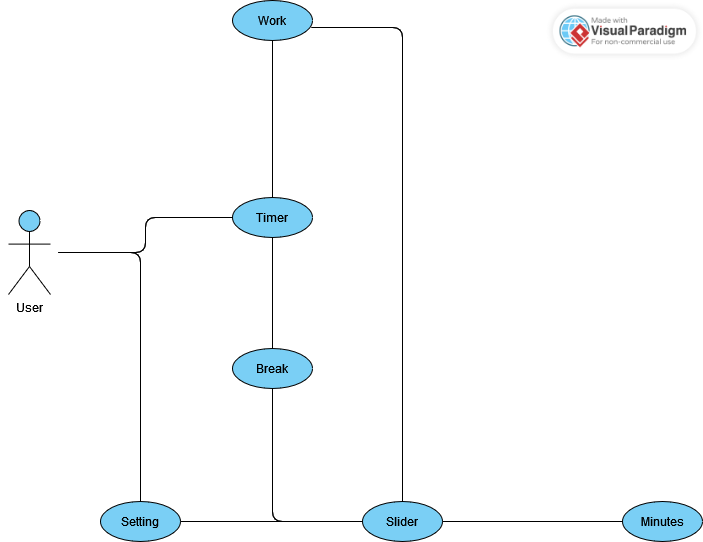 Work
Made with
Visual Paradigm
For non-commercial use
Timer
User
Break
Setting
Slider
Minutes